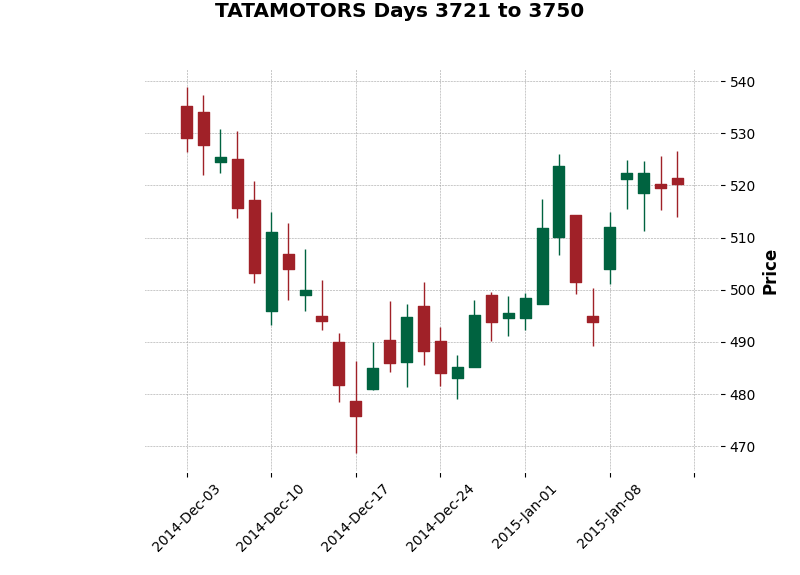 TATAMOTORS Days 3721 to 3750
540
530
520
510
500
490
480
470
Price
2014-Dec-03
2014-Dec-10
2014-Dec-17
2014-Dec-24
2015-Jan-01
2015-Jan-08